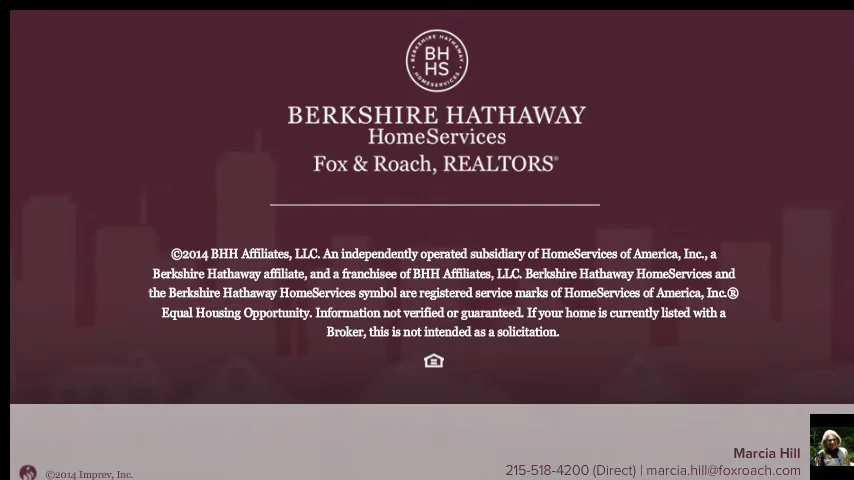 BERKSHIRE HATHAWAY
HOMESERVICES
BH
HS
BERKSHIRE HATHAWAY
HomeServices
Fox & Roach, REALTORS®
©2014 BHH Affiliates, LLC. An independently operated subsidiary of HomeServices of America, Inc., a
Berkshire Hathaway affiliate, and a franchisee of BHH Affiliates, LLC. Berkshire Hathaway HomeServices and
the Berkshire Hathaway HomeServices symbol are registered service marks of HomeServices of America, Inc.®
Equal Housing Opportunity. Information not verified or guaranteed. If your home is currently listed with a
Broker, this is not intended as a solicitation.
Marcia Hill
215-518-4200 (Direct) | marcia.hill@foxroach.com
©2014 Imprev, Inc.